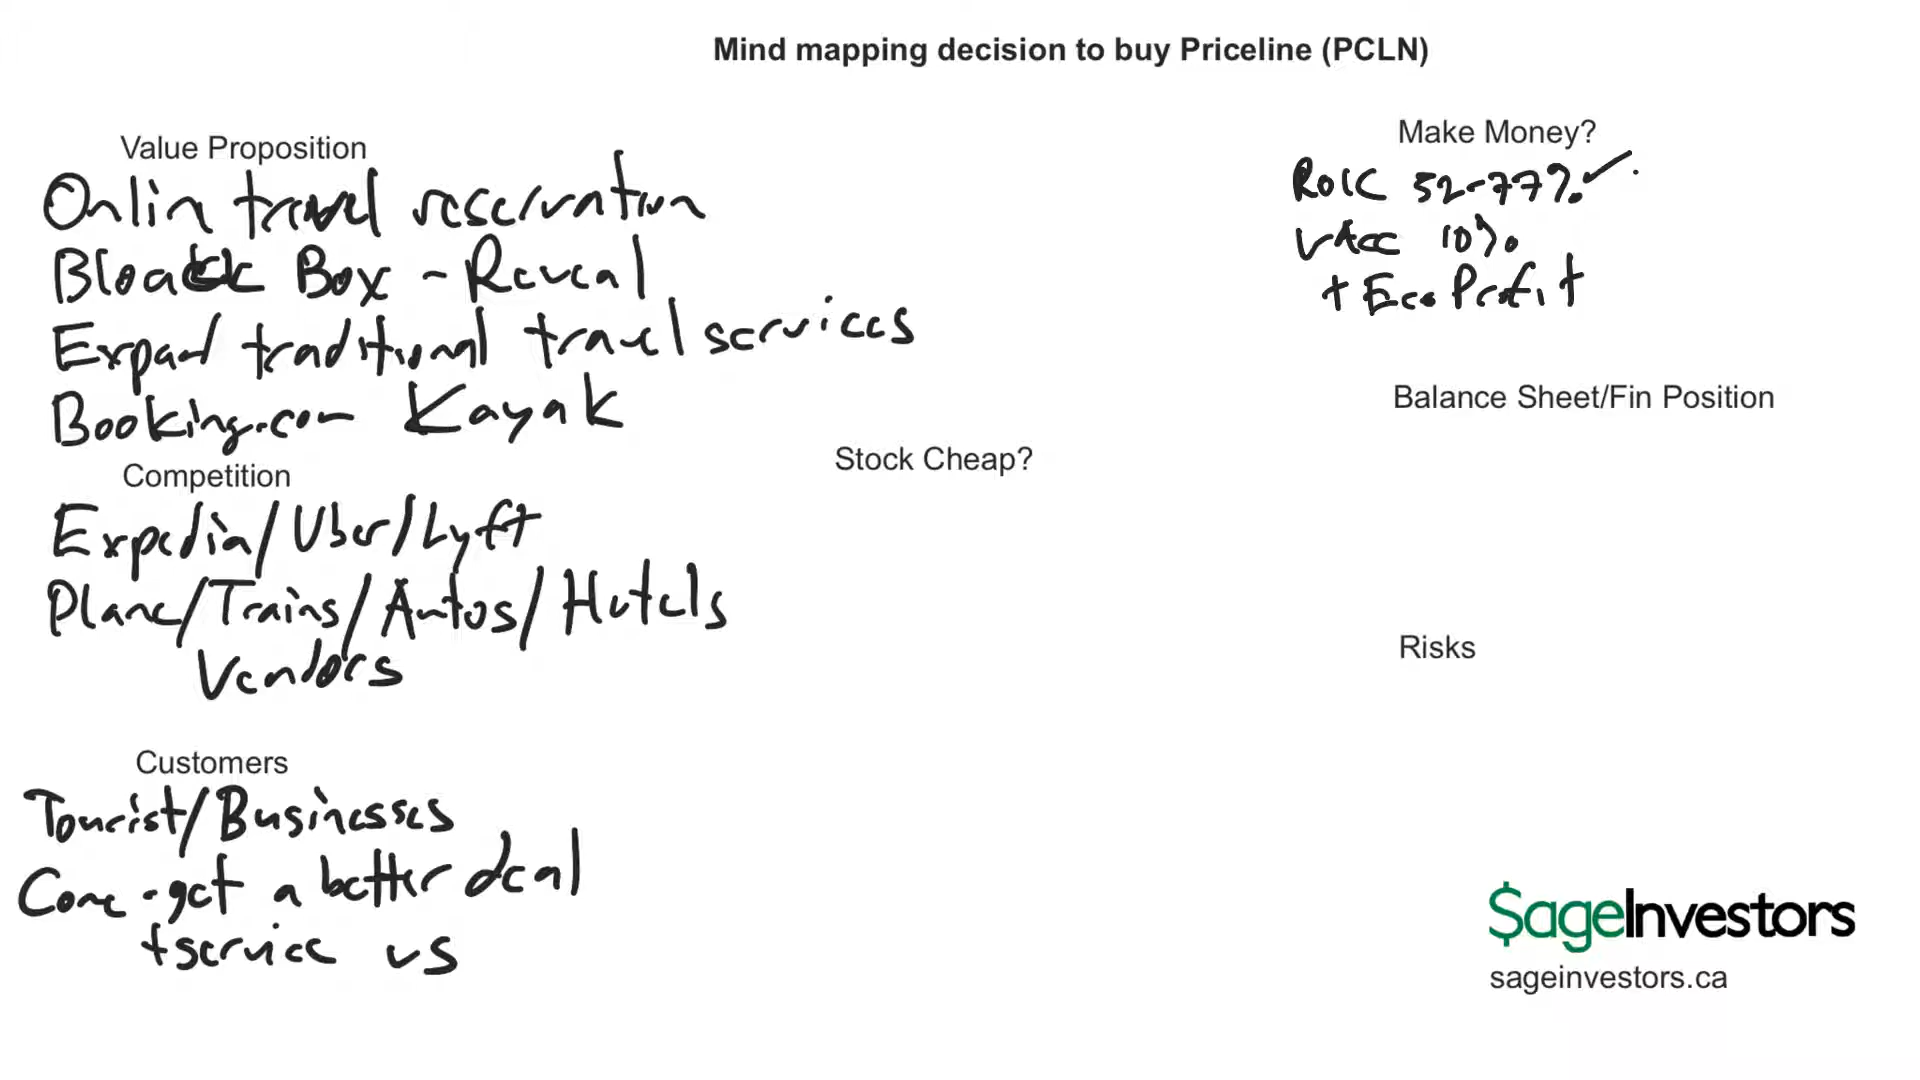 Mind mapping decision to buy Priceline (PCLN)
Value Proposition
Onlin travel reservation
Bloack Box - Reveal
Expand traditional travel services
Booking.com Kayak
Competition
Expedia/Uber/Lyft
Plane/Trains/Autos/Hotels
Vendors
Customers
Tourist/Businesses
Come - get a better deal
+ service vs
Stock Cheap?
Make Money?
ROIC 52-77% ✓
WACC 10%
+ Eco Profit
Balance Sheet/Fin Position
Risks
$ageInvestors
sageinvestors.ca